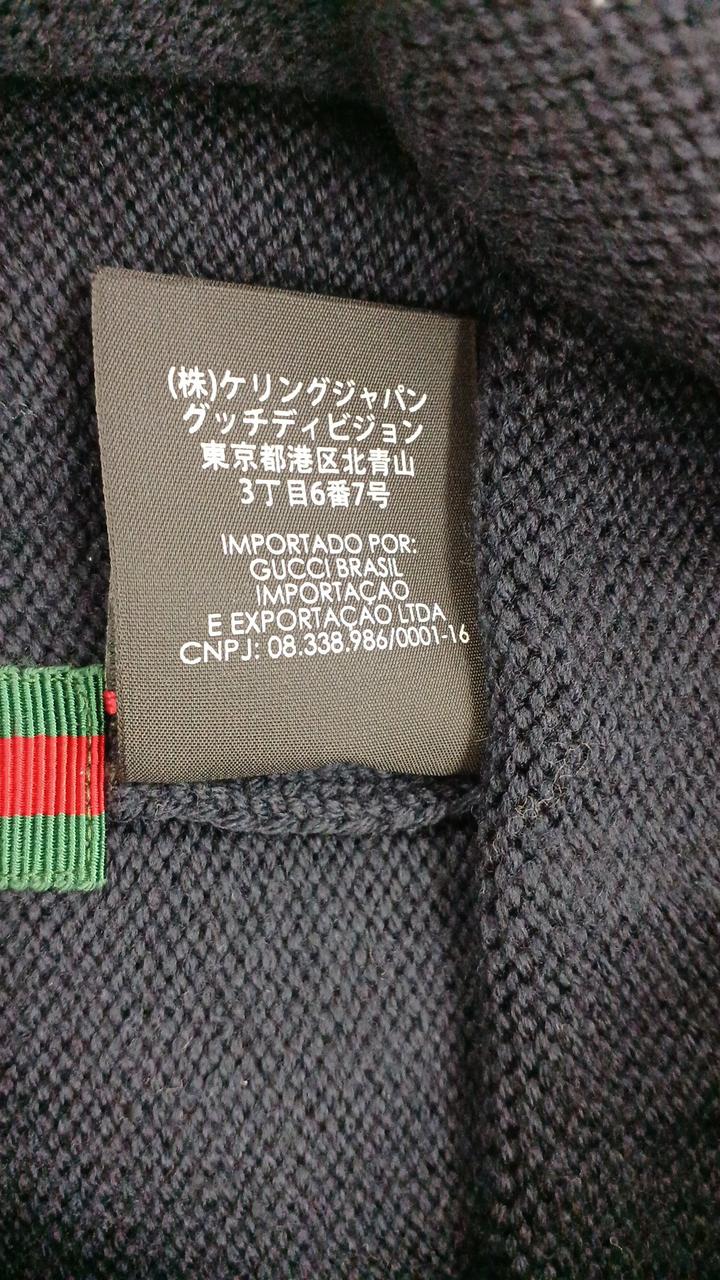 (株)ケリングジャパン
グッチディビジョン
東京都港区北青山
3丁目6番7号
IMPORTADO POR:
GUCCI BRASIL
IMPORTAÇAO
E EXPORTAÇAO LTDA
CNPJ: 08.338.986/0001-16